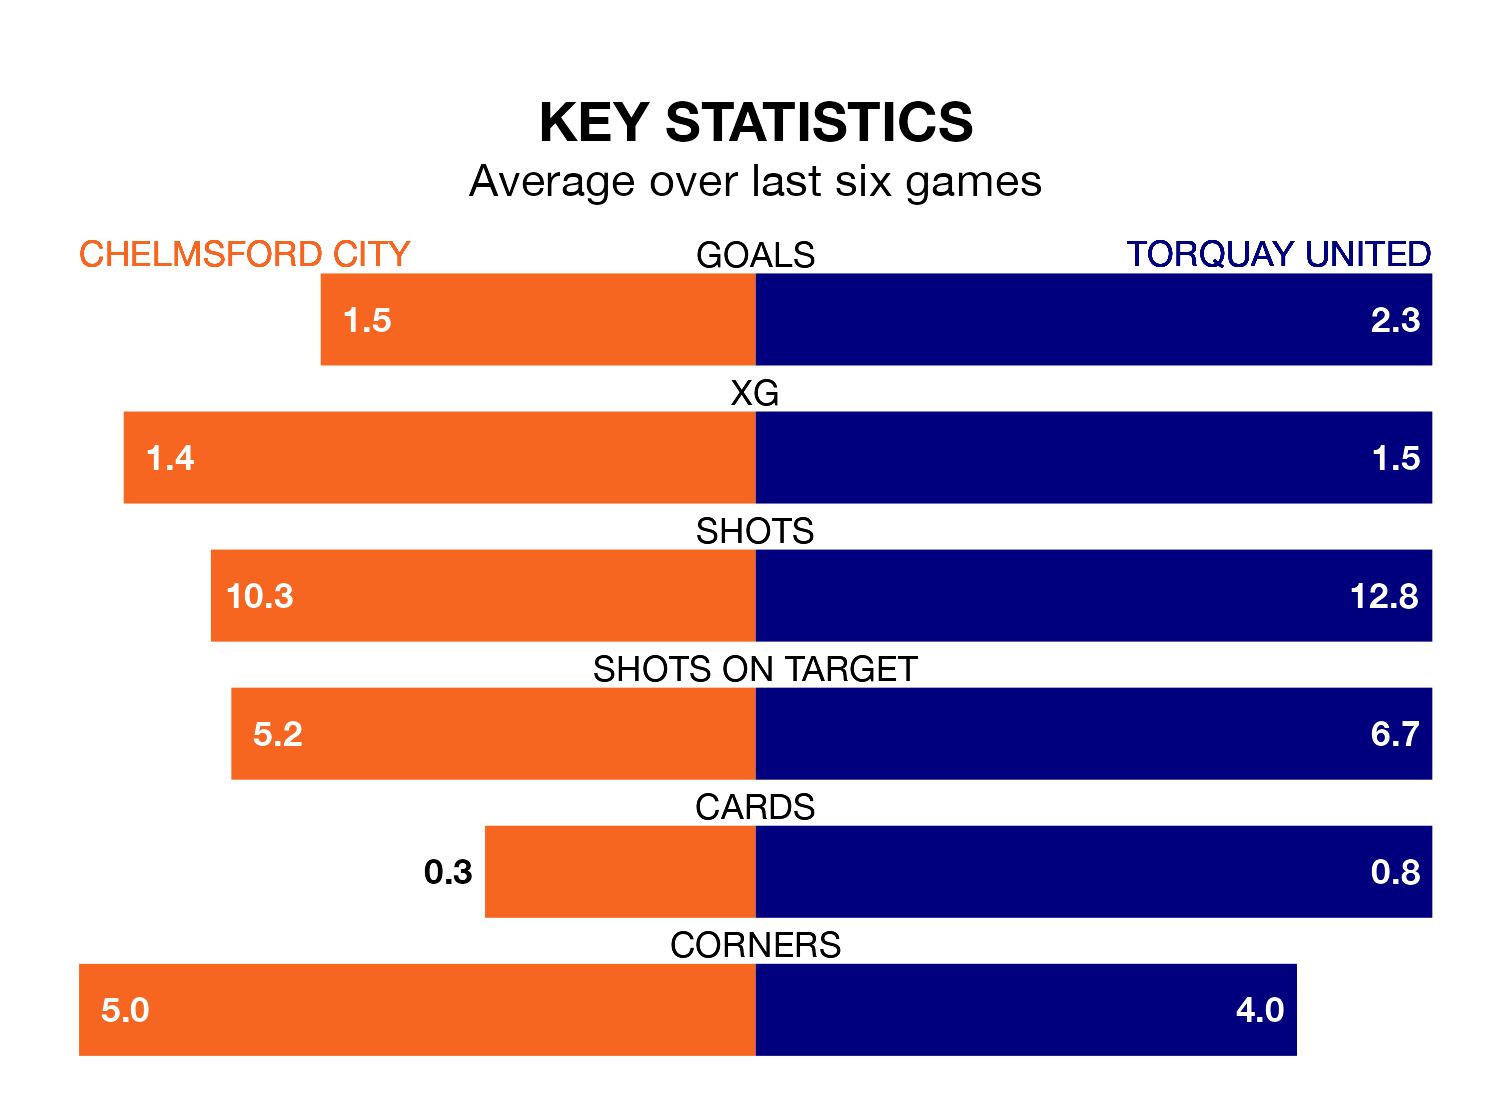 KEY STATISTICS
Average over last six games
CHELMSFORD CITY GOALS TORQUAY UNITED
1.5 2.3
XG
1.4 1.5
SHOTS
10.3 12.8
SHOTS ON TARGET
5.2 6.7
CARDS
0.3 0.8
CORNERS
5.0 4.0